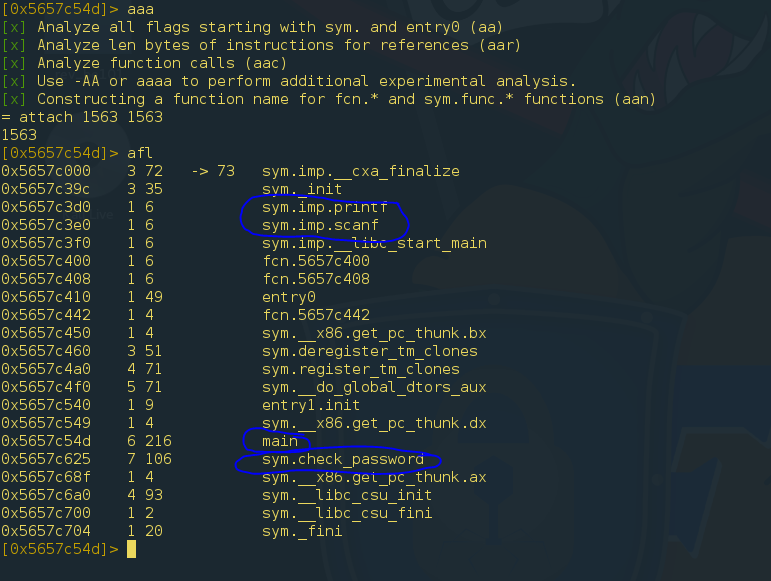 [0x5657c54d]> aaa
[x] Analyze all flags starting with sym. and entry0 (aa)
[x] Analyze len bytes of instructions for references (aar)
[x] Analyze function calls (aac)
[x] Use -AA or aaaa to perform additional experimental analysis.
[x] Constructing a function name for fcn.* and sym.func.* functions (aan)
= attach 1563 1563
1563
[0x5657c54d]> afl
0x5657c000    3 72   -> 73   sym.imp.__cxa_finalize
0x5657c39c    3 35           sym._init
0x5657c3d0    1 6            sym.imp.printf
0x5657c3e0    1 6            sym.imp.scanf
0x5657c3f0    1 6            sym.imp.__libc_start_main
0x5657c400    1 6            fcn.5657c400
0x5657c408    1 6            fcn.5657c408
0x5657c410    1 49           entry0
0x5657c442    1 4            fcn.5657c442
0x5657c450    1 4            sym.__x86.get_pc_thunk.bx
0x5657c460    3 51           sym.deregister_tm_clones
0x5657c4a0    4 71           sym.register_tm_clones
0x5657c4f0    5 71           sym.__do_global_dtors_aux
0x5657c540    1 9            entry1.init
0x5657c549    1 4            sym.__x86.get_pc_thunk.dx
0x5657c54d    6 216          main
0x5657c625    7 106          sym.check_password
0x5657c68f    1 4            sym.__x86.get_pc_thunk.ax
0x5657c6a0    4 93           sym.__libc_csu_init
0x5657c700    1 2            sym.__libc_csu_fini
0x5657c704    1 20           sym._fini
[0x5657c54d]>